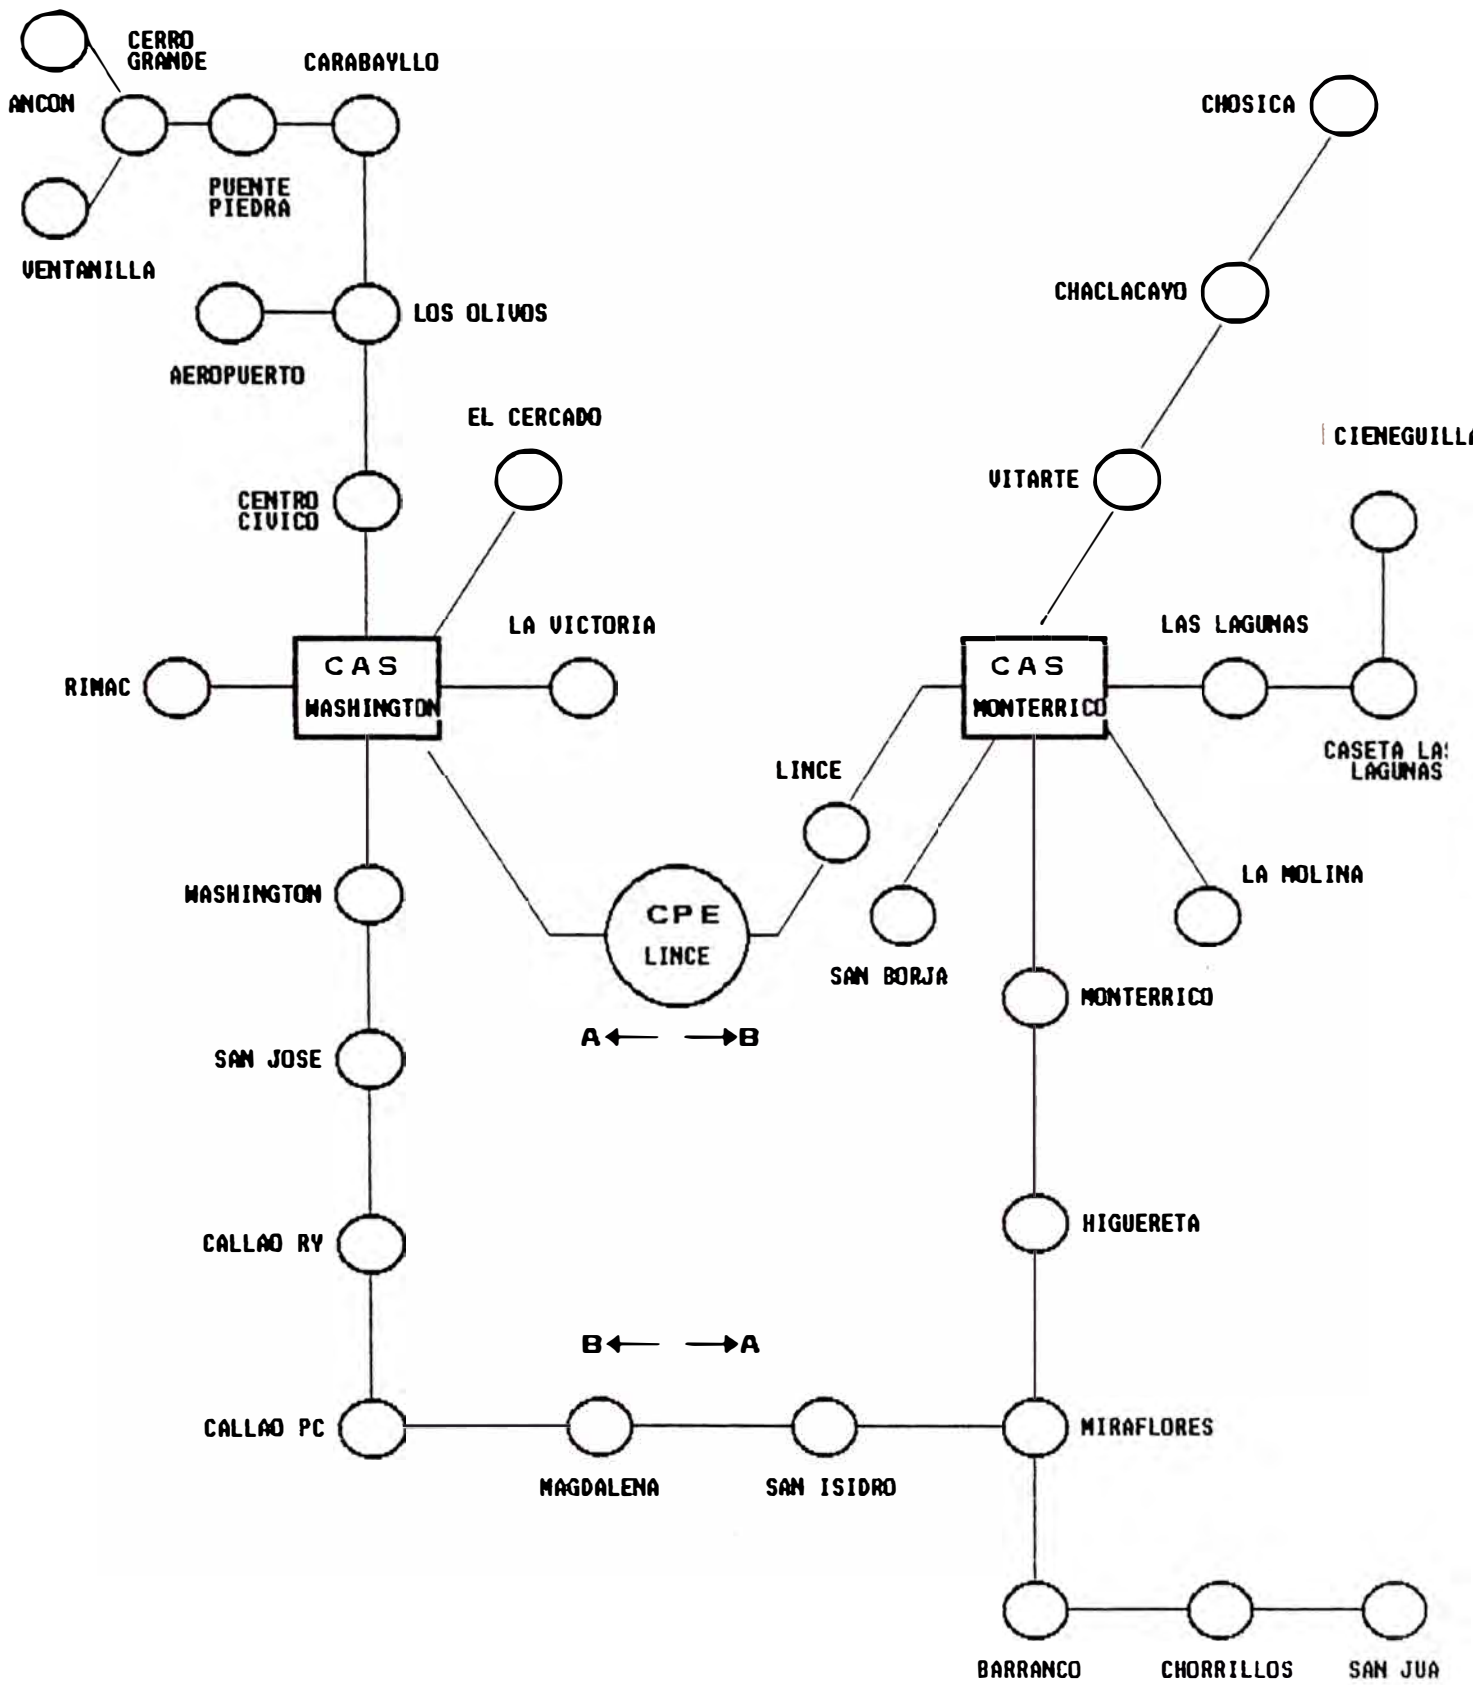 CERRO
GRANDE
CARABAYLLO
ANCON
CHOSICA
PUENTE
PIEDRA
VENTANILLA
CHACLACAYO
LOS OLIVOS
AEROPUERTO
EL CERCADO
CIENEGUILLA
VITARTE
CENTRO
CIVICO
LA VICTORIA
LAS LAGUNAS
CAS
WASHINGTON
CAS
MONTERRICO
RIMAC
CASETA LAS
LAGUNAS
LINCE
LA MOLINA
WASHINGTON
CPE
LINCE
SAN BORJA
MONTERRICO
A B
SAN JOSE
HIGUERETA
CALLAO RY
B A
CALLAO PC
MIRAFLORES
MAGDALENA
SAN ISIDRO
BARRANCO
CHORRILLOS
SAN JUA